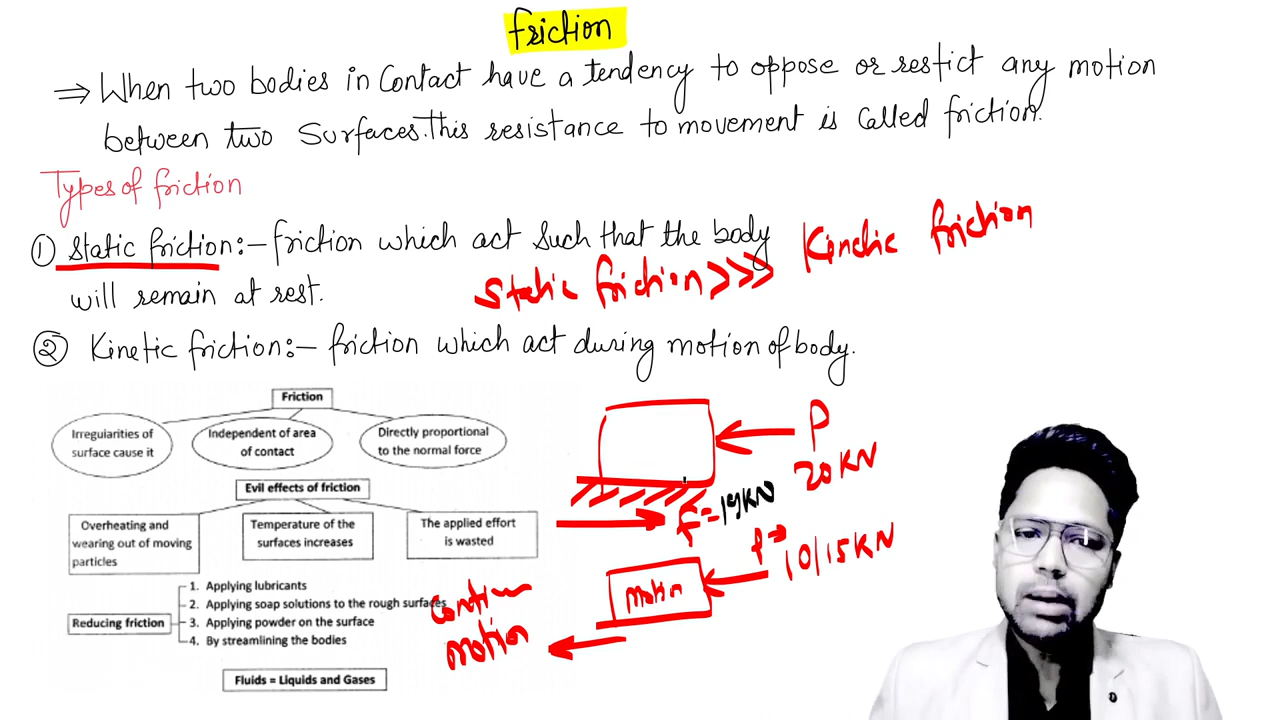 friction
⇒ When two bodies in Contact have a tendency to oppose or restict any motion
between two Surfaces. This resistance to movement is Called friction.
Types of friction
① Static friction:– friction which act Such that the body
will remain at rest.
Static friction >>> Kinetic friction
② Kinetic friction:– friction which act during motion of body.
Friction
Irregularities of
surface cause it
Independent of area
of contact
Directly proportional
to the normal force
Evil effects of friction
Overheating and
wearing out of moving
particles
Temperature of the
surfaces increases
The applied effort
is wasted
Reducing friction
1. Applying lubricants
2. Applying soap solutions to the rough surfaces
3. Applying powder on the surface
4. By streamlining the bodies
Fluids = Liquids and Gases
P
20 KN
F = 19KN
P ⇒
10/15KN
Motion
motion